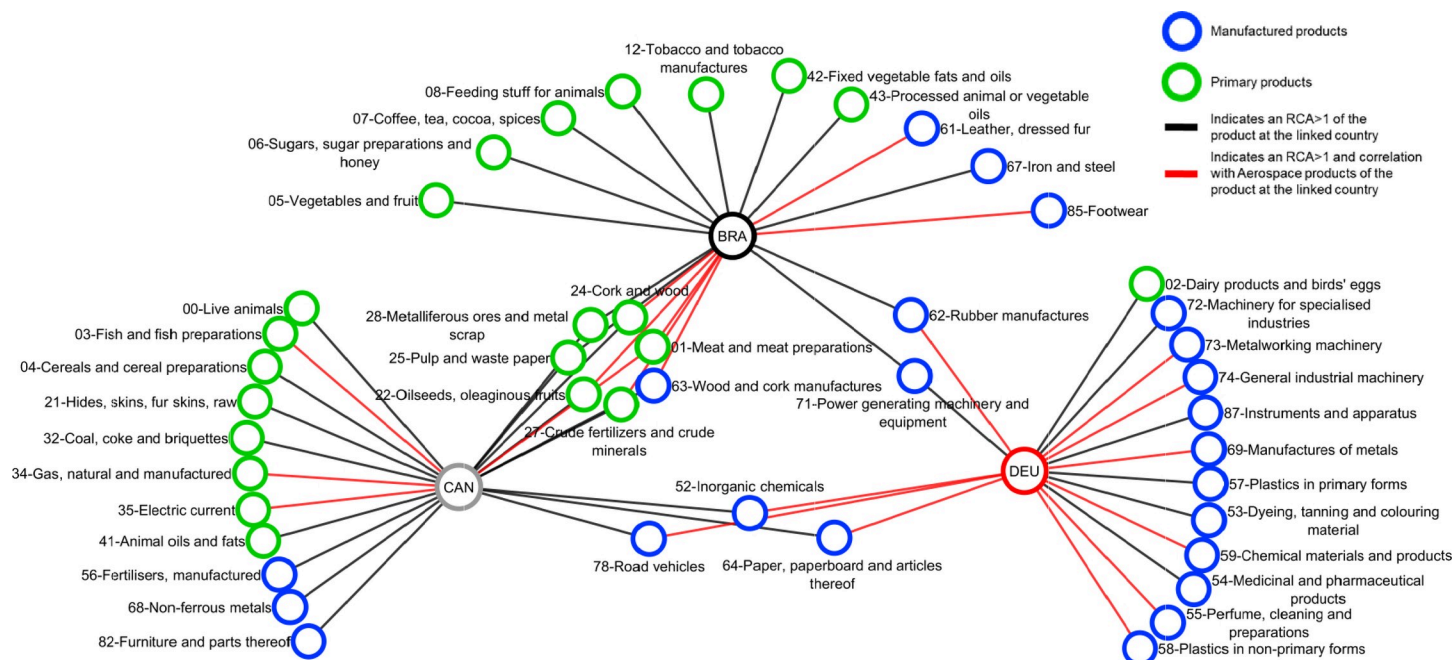 Manufactured products
Primary products
Indicates an RCA>1 of the
product at the linked country
Indicates an RCA>1 and correlation
with Aerospace products of the
product at the linked country
12-Tobacco and tobacco
manufactures
42-Fixed vegetable fats and oils
08-Feeding stuff for animals
43-Processed animal or vegetable
oils
07-Coffee, tea, cocoa, spices
61-Leather, dressed fur
06-Sugars, sugar preparations and
honey
67-Iron and steel
05-Vegetables and fruit
85-Footwear
BRA
24-Cork and wood
28-Metalliferous ores and metal
scrap
25-Pulp and waste paper
01-Meat and meat preparations
22-Oilseeds, oleaginous fruits
63-Wood and cork manufactures
27-Crude fertilizers and crude
minerals
62-Rubber manufactures
71-Power generating machinery and
equipment
00-Live animals
03-Fish and fish preparations
04-Cereals and cereal preparations
21-Hides, skins, fur skins, raw
32-Coal, coke and briquettes
34-Gas, natural and manufactured
35-Electric current
41-Animal oils and fats
56-Fertilisers, manufactured
68-Non-ferrous metals
82-Furniture and parts thereof
CAN
52-Inorganic chemicals
78-Road vehicles
64-Paper, paperboard and articles
thereof
DEU
02-Dairy products and birds' eggs
72-Machinery for specialised
industries
73-Metalworking machinery
74-General industrial machinery
87-Instruments and apparatus
69-Manufactures of metals
57-Plastics in primary forms
53-Dyeing, tanning and colouring
material
59-Chemical materials and products
54-Medicinal and pharmaceutical
products
55-Perfume, cleaning and
preparations
58-Plastics in non-primary forms